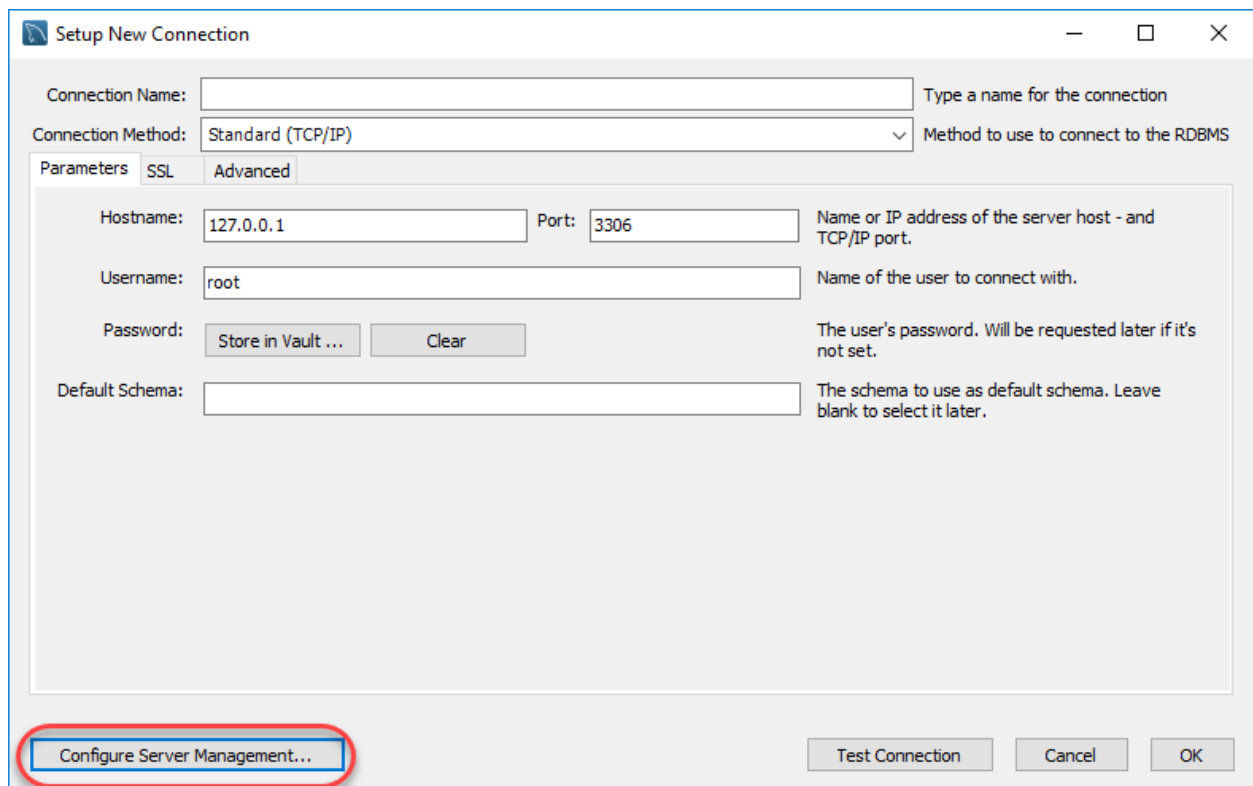 Setup New Connection
Connection Name:
Type a name for the connection
Connection Method: Standard (TCP/IP) Method to use to connect to the RDBMS
Parameters SSL Advanced
Hostname: 127.0.0.1 Port: 3306 Name or IP address of the server host - and
TCP/IP port.
Username: root Name of the user to connect with.
Password: Store in Vault ... Clear The user's password. Will be requested later if it's
not set.
Default Schema: The schema to use as default schema. Leave
blank to select it later.
Configure Server Management... Test Connection Cancel OK